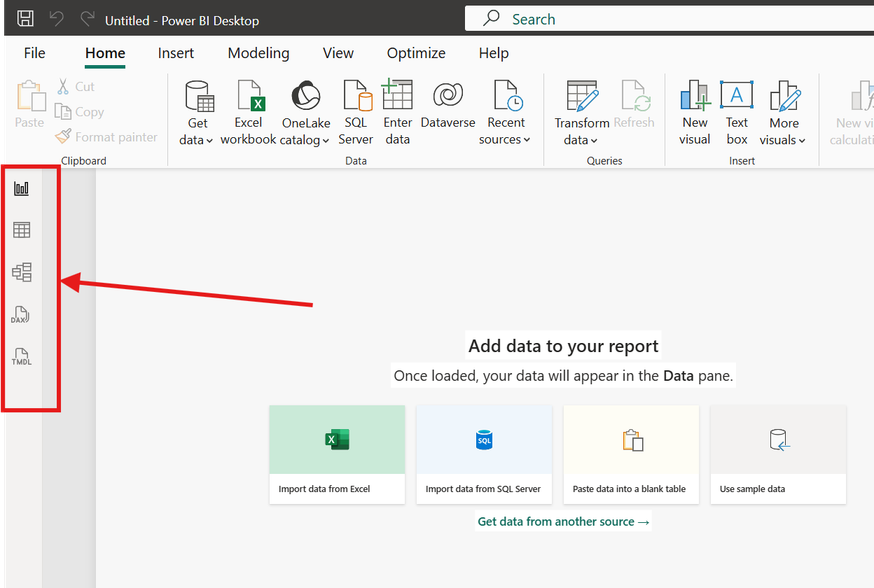 Untitled - Power BI Desktop
Search
File Home Insert Modeling View Optimize Help
Paste
Cut
Copy
Format painter
Clipboard
Get data
Excel workbook
OneLake catalog
SQL Server
Enter data
Dataverse
Recent sources
Data
Transform data
Refresh
Queries
New visual
Text box
More visuals
Insert
New vi
calculati
DAX
TMDL
Add data to your report
Once loaded, your data will appear in the Data pane.
Import data from Excel
SQL
Import data from SQL Server
Paste data into a blank table
Use sample data
Get data from another source →